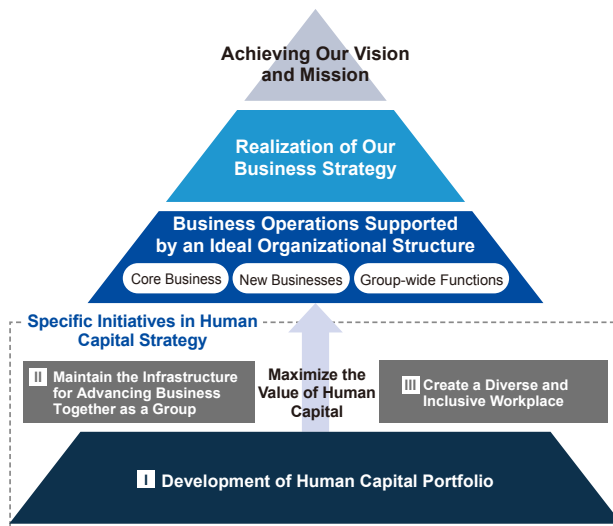 Achieving Our Vision
and Mission
Realization of Our
Business Strategy
Business Operations Supported
by an Ideal Organizational Structure
Core Business
New Businesses
Group-wide Functions
Specific Initiatives in Human
Capital Strategy
II Maintain the Infrastructure
for Advancing Business
Together as a Group
Maximize the
Value of Human
Capital
III Create a Diverse and
Inclusive Workplace
I Development of Human Capital Portfolio